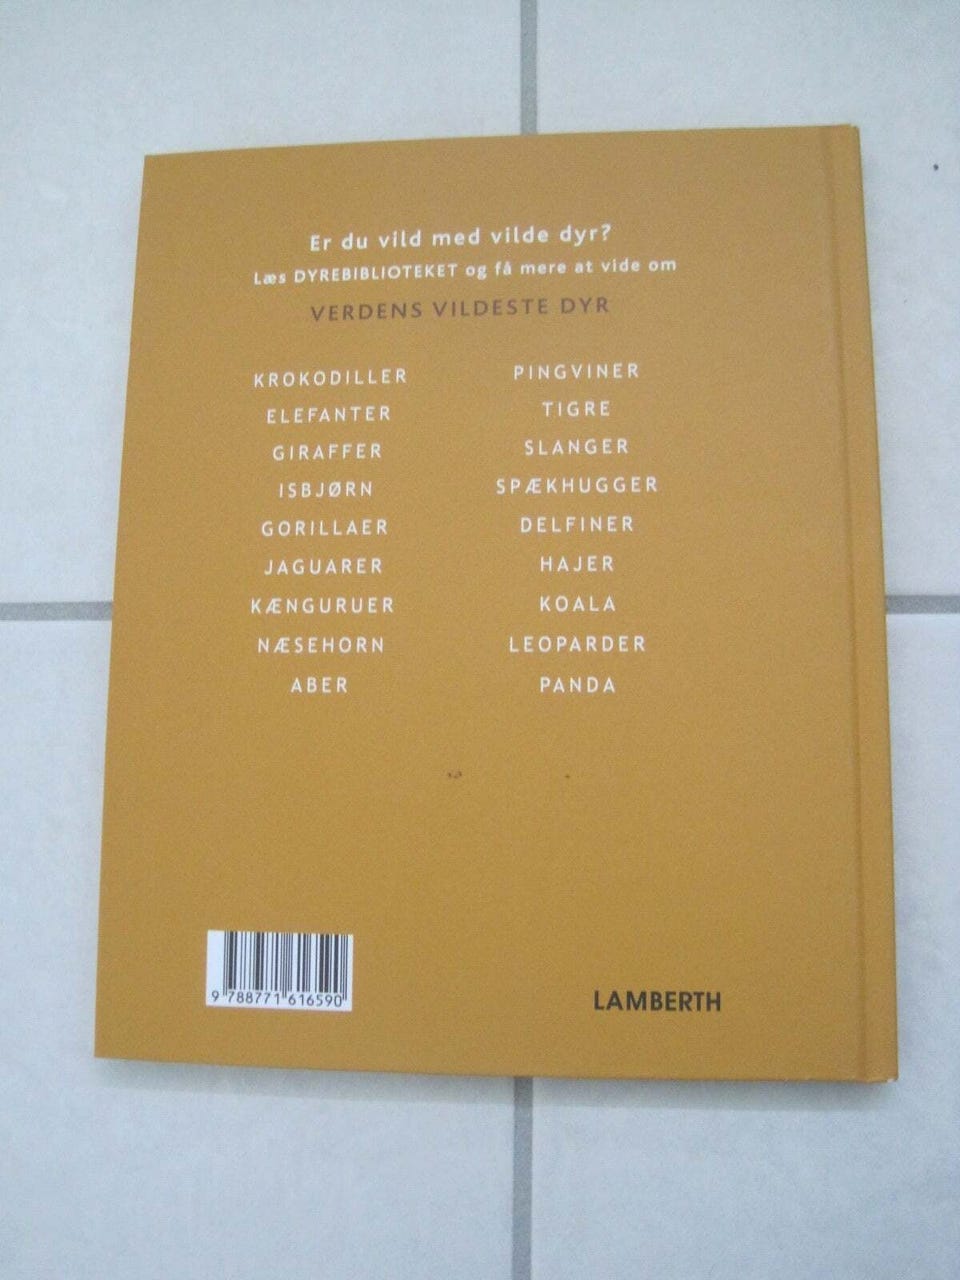 Er du vild med vilde dyr?
Læs DYREBIBLIOTEKET og få mere at vide om
VERDENS VILDESTE DYR
KROKODILLER
ELEFANTER
GIRAFFER
ISBJØRN
GORILLAER
JAGUARER
KÆNGURUER
NÆSEHORN
ABER
PINGVINER
TIGRE
SLANGER
SPÆKHUGGER
DELFINER
HAJER
KOALA
LEOPARDER
PANDA
9 788771 616590
LAMBERTH